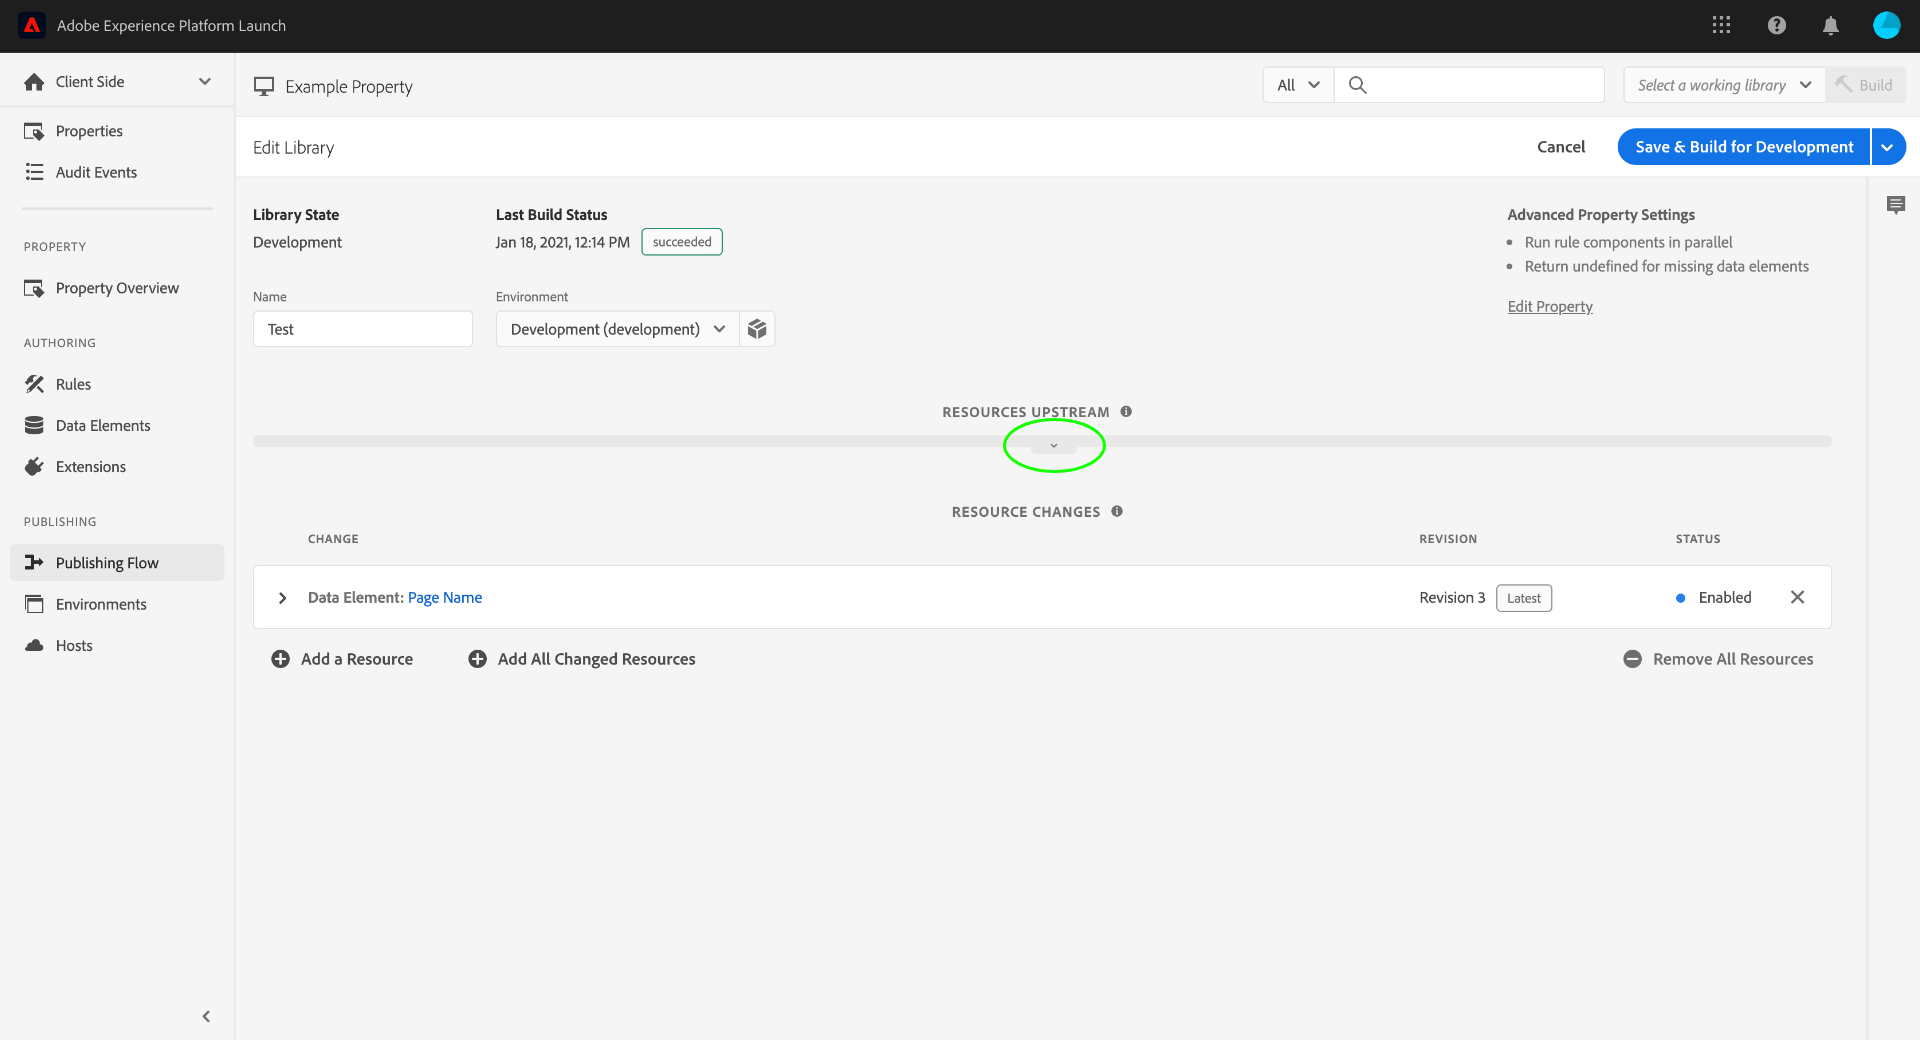 Adobe Experience Platform Launch
Client Side
Properties
Audit Events
PROPERTY
Property Overview
AUTHORING
Rules
Data Elements
Extensions
PUBLISHING
Publishing Flow
Environments
Hosts
Example Property
All
Select a working library
Build
Edit Library
Cancel
Save & Build for Development
Library State
Development
Last Build Status
Jan 18, 2021, 12:14 PM succeeded
Advanced Property Settings
• Run rule components in parallel
• Return undefined for missing data elements
Edit Property
Name
Test
Environment
Development (development)
RESOURCES UPSTREAM
RESOURCE CHANGES
CHANGE REVISION STATUS
Data Element: Page Name Revision 3 Latest Enabled
Add a Resource Add All Changed Resources Remove All Resources